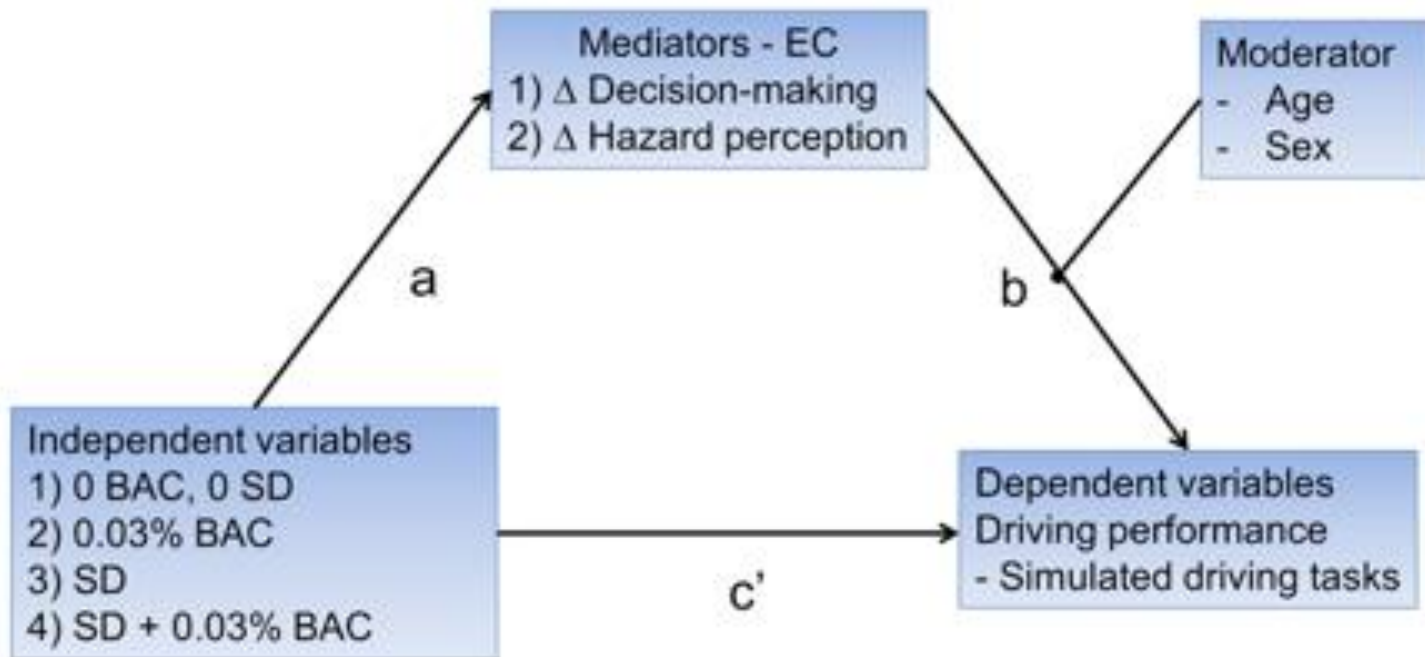 Mediators - EC
1) Δ Decision-making
2) Δ Hazard perception
Moderator
- Age
- Sex
a
b
Independent variables
1) 0 BAC, 0 SD
2) 0.03% BAC
3) SD
4) SD + 0.03% BAC
c’
Dependent variables
Driving performance
- Simulated driving tasks